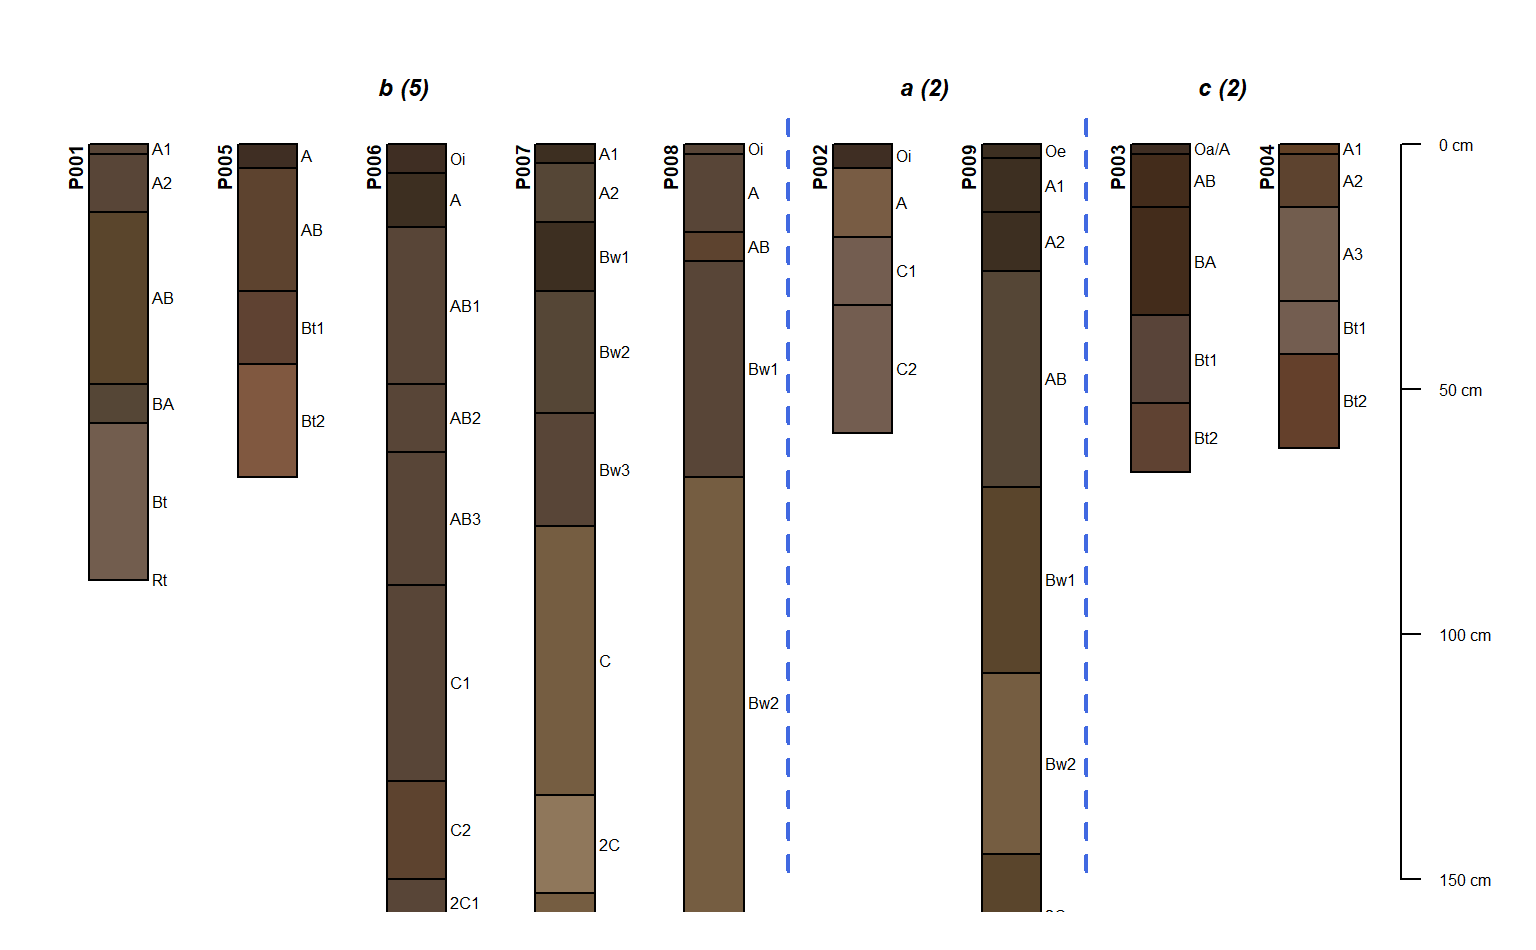 b (5)
a (2)
c (2)
P001
A1
A2
AB
BA
Bt
Rt
P005
A
AB
Bt1
Bt2
P006
Oi
A
AB1
AB2
AB3
C1
C2
2C1
P007
A1
A2
Bw1
Bw2
Bw3
C
2C
P008
Oi
A
AB
Bw1
Bw2
P002
Oi
A
C1
C2
P009
Oe
A1
A2
AB
Bw1
Bw2
P003
Oa/A
AB
BA
Bt1
Bt2
P004
A1
A2
A3
Bt1
Bt2
0 cm
50 cm
100 cm
150 cm